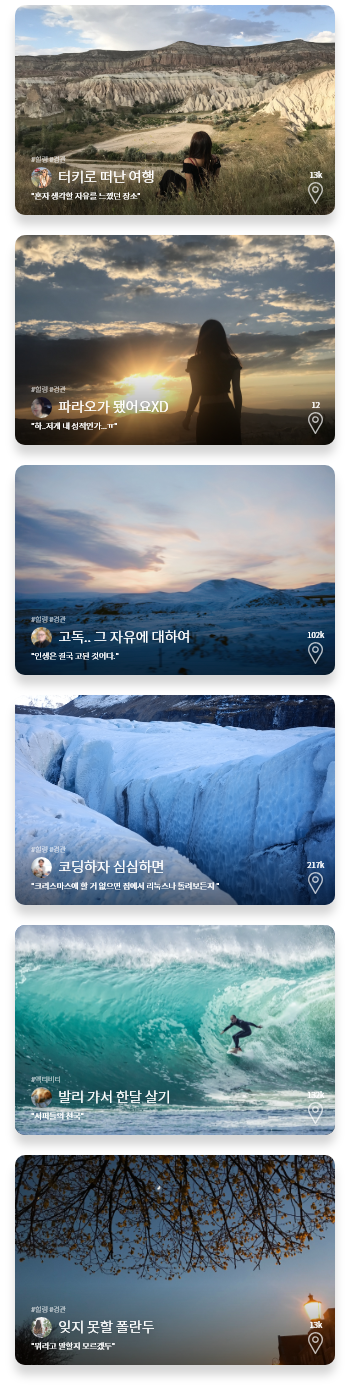 #힐링 #경관
터키로 떠난 여행
"혼자 생각할 자유를 느꼈던 장소"
13k
#힐링 #경관
파라오가 됐어요XD
"하...저게 내 심적인가...ㅠ"
12
#힐링 #경관
고독.. 그 자유에 대하여
"인생은 결국 고된 것이다."
102k
#힐링 #경관
코딩하자 심심하면
"크리스마스에 할 거 없으면 집에서 리눅스나 돌려보든지"
217k
#액티비티
발리 가서 한달 살기
"서퍼들의 천국"
#힐링 #경관
잊지 못할 폴란두
"뭐라고 말할지 모르겠두"
13k